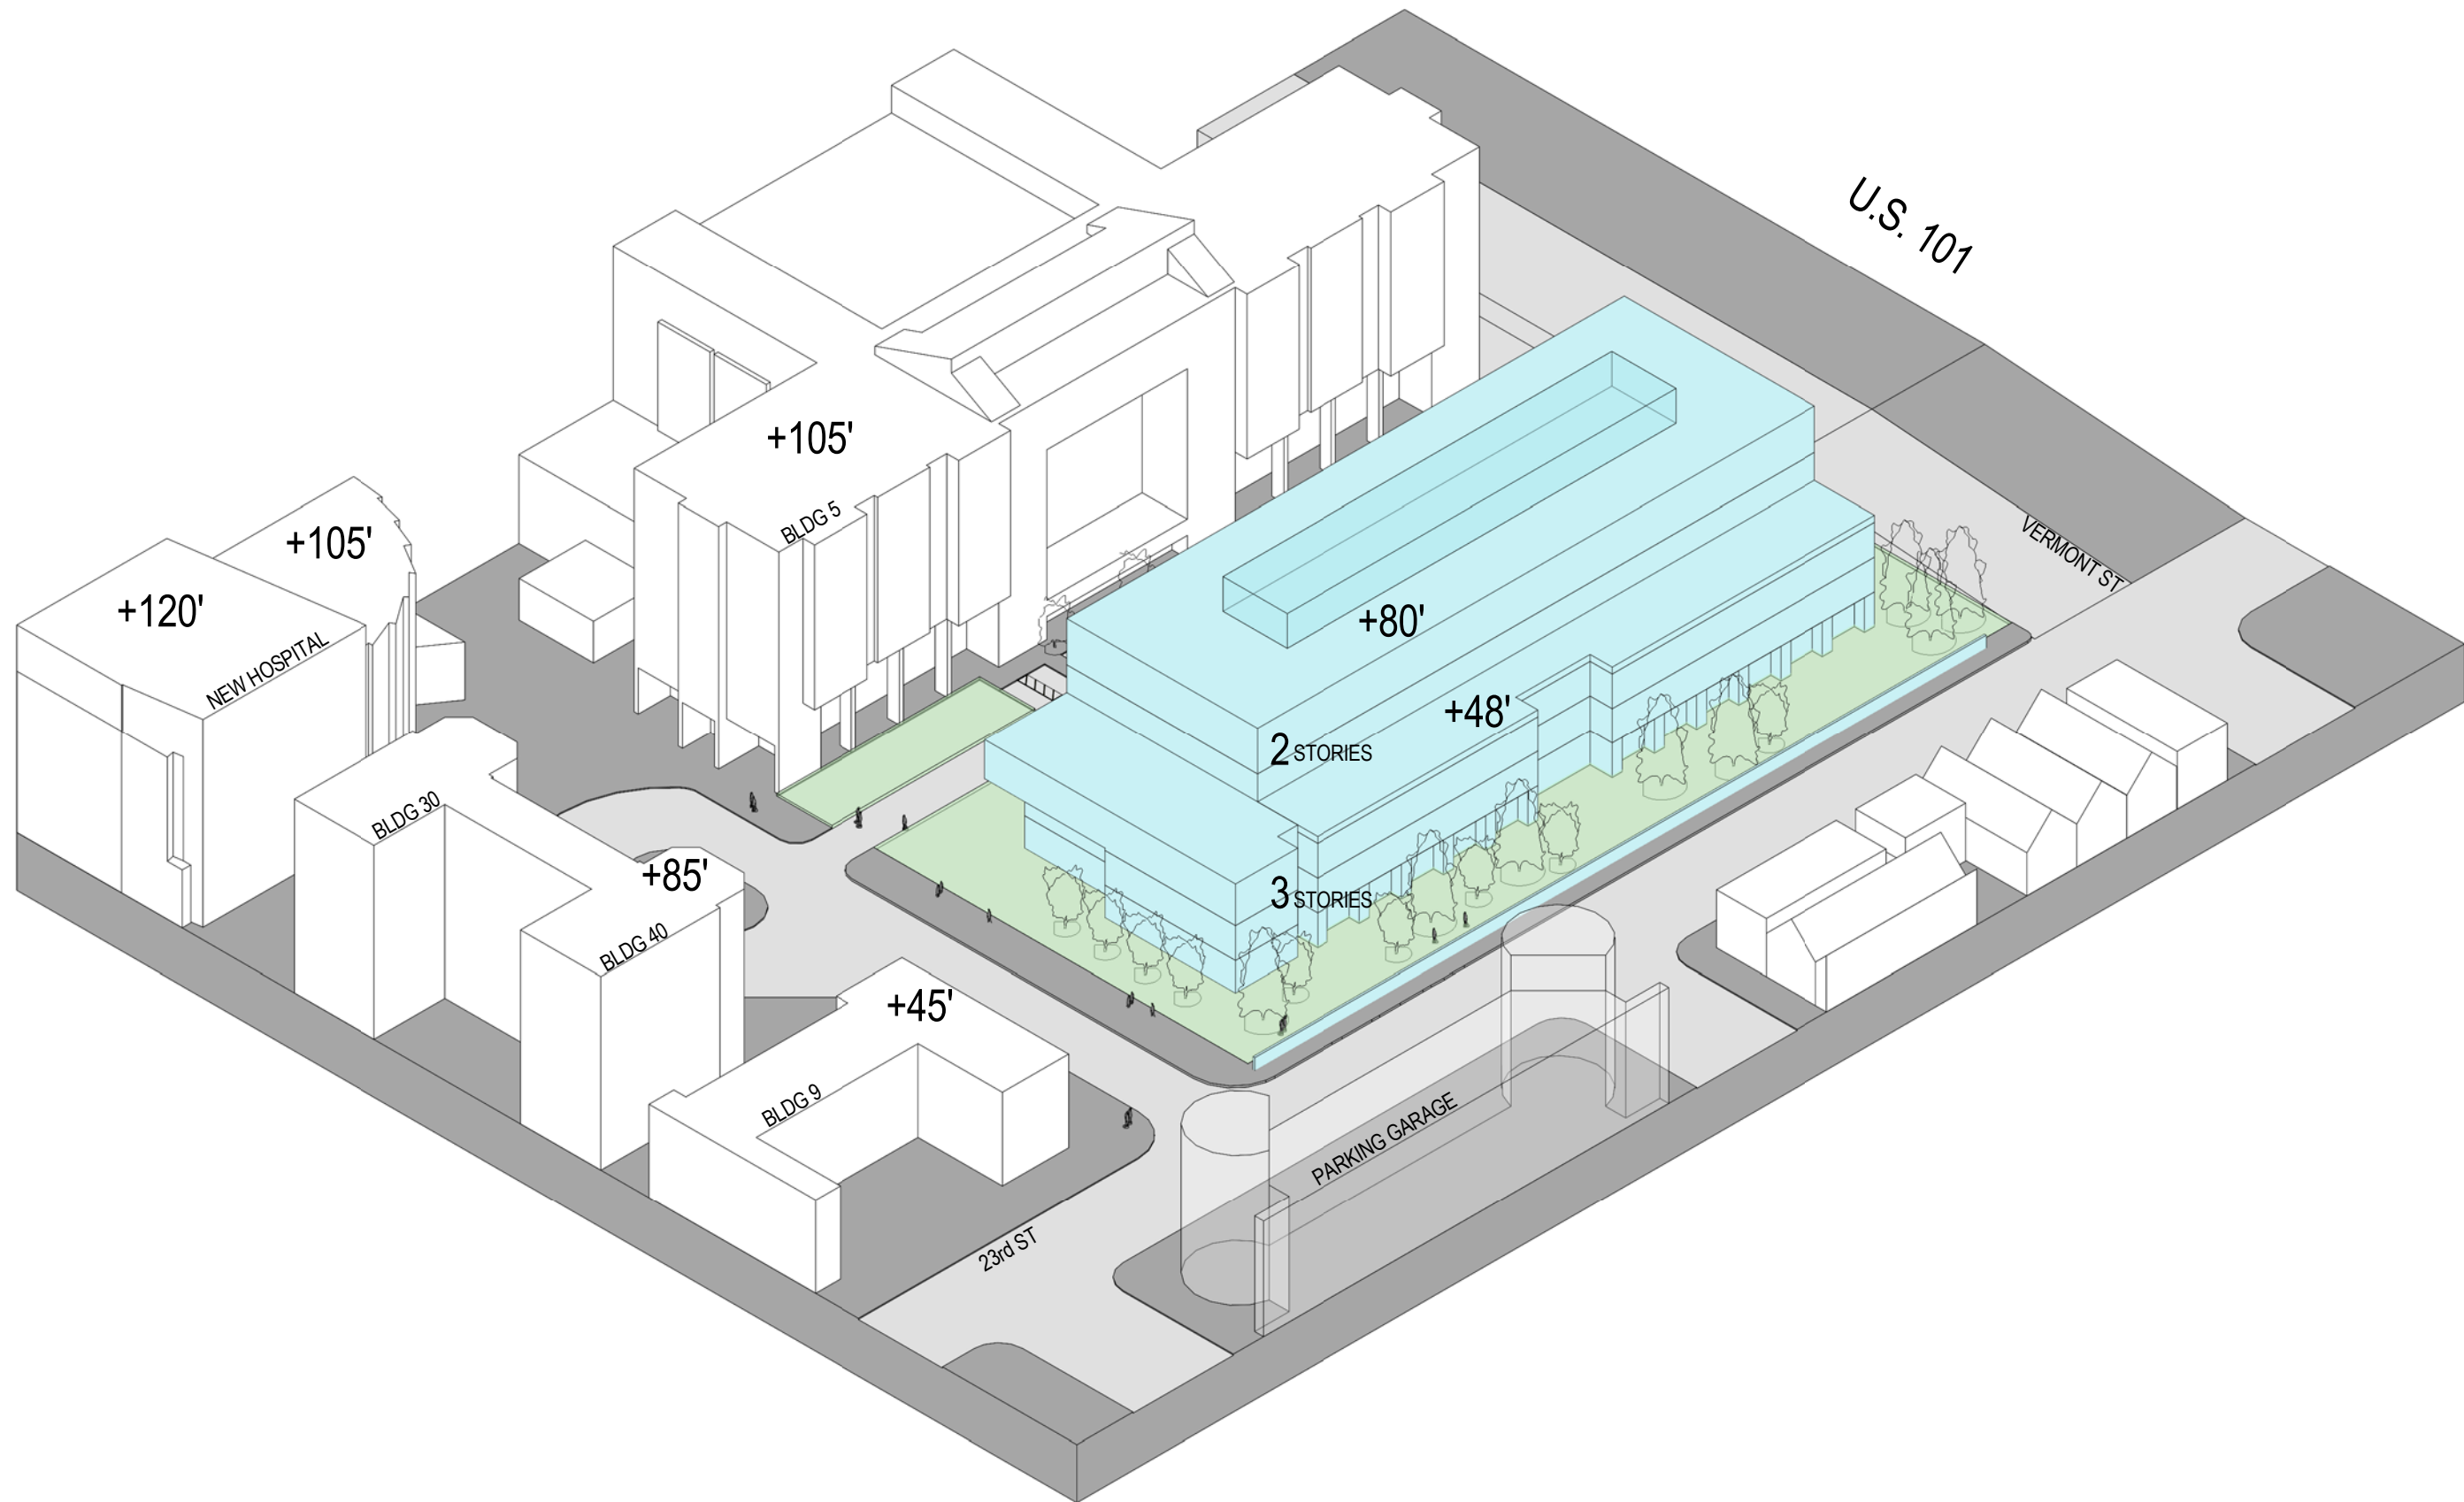 U.S. 101
+105'
BLDG 5
+105'
+120'
NEW HOSPITAL
VERMONT ST
+80'
+48'
2 STORIES
BLDG 30
+85'
3 STORIES
BLDG 40
+45'
BLDG 9
PARKING GARAGE
23rd ST